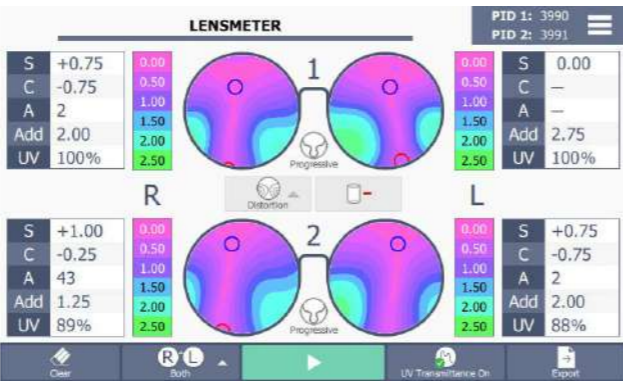 LENSMETER
PID 1: 3990
PID 2: 3991
S +0.75
C -0.75
A 2
Add 2.00
UV 100%
0.00
0.50
1.00
1.50
2.00
2.50
1
Progressive
0.00
0.50
1.00
1.50
2.00
2.50
S 0.00
C —
A —
Add 2.75
UV 100%
R
Distortion
L
S +1.00
C -0.25
A 43
Add 1.25
UV 89%
0.00
0.50
1.00
1.50
2.00
2.50
2
Progressive
0.00
0.50
1.00
1.50
2.00
2.50
S +0.75
C -0.75
A 2
Add 2.00
UV 88%
Clear
R L
Both
UV Transmittance On
Export